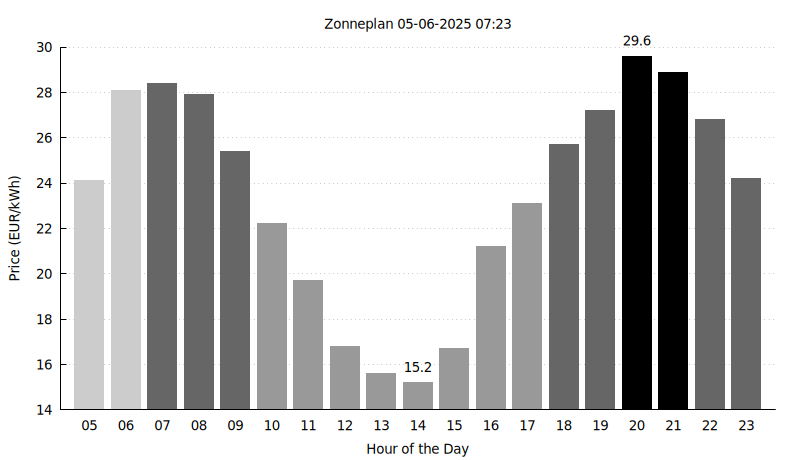 Zonneplan 05-06-2025 07:23
29.6
30
28
26
24
22
20
18
16
14
15.2
Price (EUR/kWh)
05 06 07 08 09 10 11 12 13 14 15 16 17 18 19 20 21 22 23
Hour of the Day